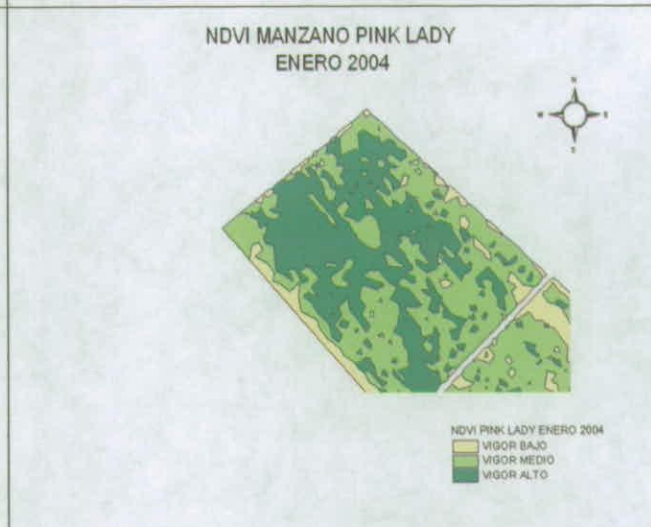 NDVI MANZANO PINK LADY
ENERO 2004
N
W E
S
NDVI PINK LADY ENERO 2004
VIGOR BAJO
VIGOR MEDIO
VIGOR ALTO